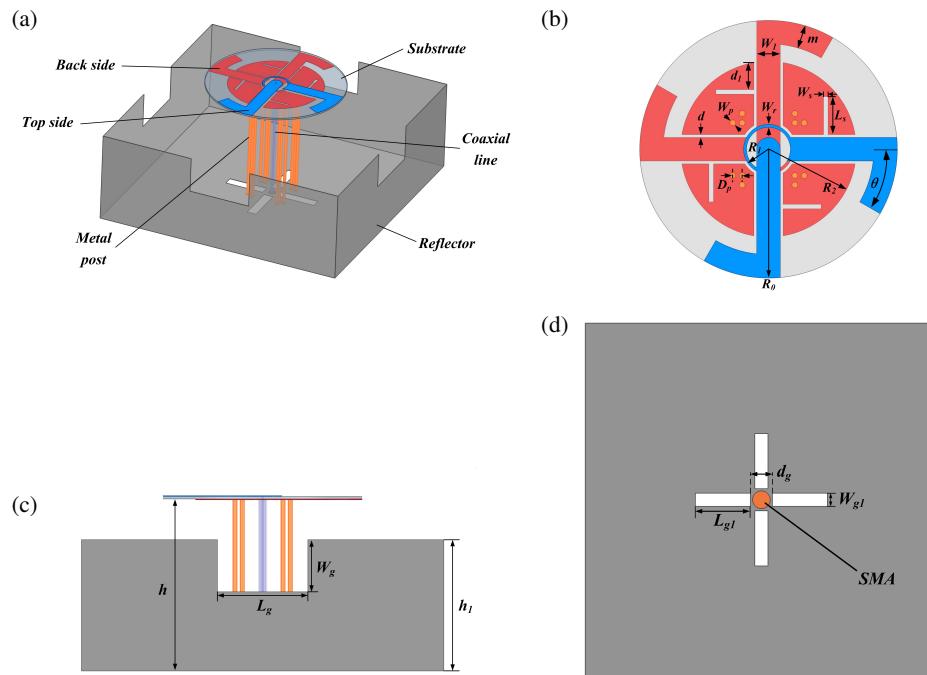 (a)
Substrate
Back side
Top side
Coaxial
line
Metal
post
Reflector
(b)
W1
m
d1
Ws
Ls
Wp
Wr
d
R1
R2
θ
Dp
R0
(c)
h
Wg
Lg
h1
(d)
dg
Wg1
Lg1
SMA